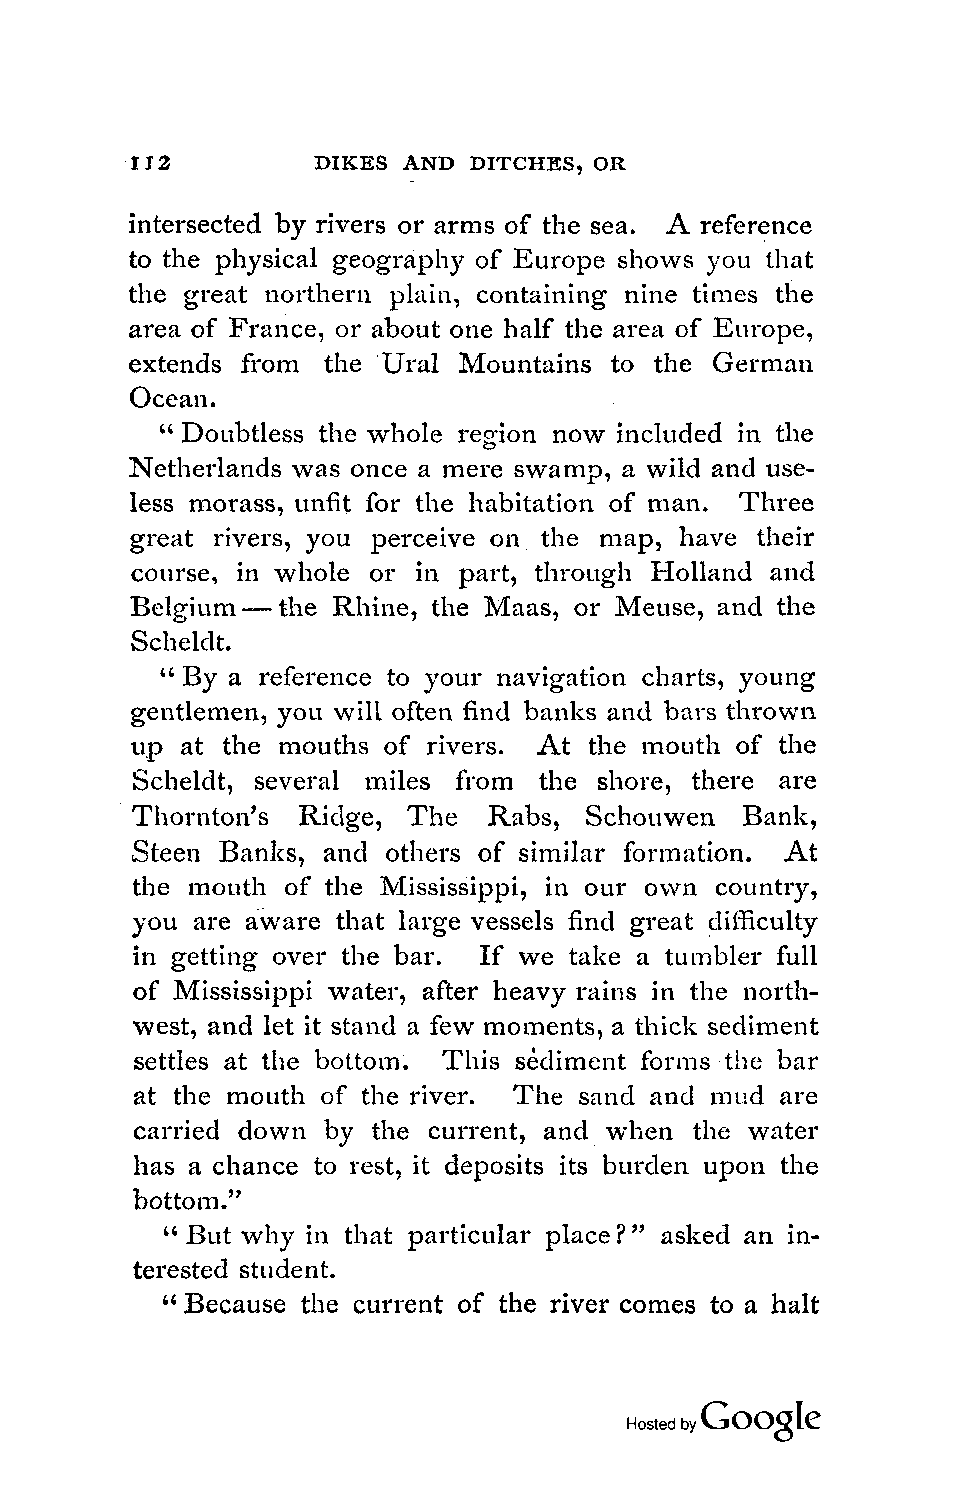 112 DIKES AND DITCHES, OR
intersected by rivers or arms of the sea. A reference
to the physical geography of Europe shows you that
the great northern plain, containing nine times the
area of France, or about one half the area of Europe,
extends from the Ural Mountains to the German
Ocean.
“ Doubtless the whole region now included in the
Netherlands was once a mere swamp, a wild and use-
less morass, unfit for the habitation of man. Three
great rivers, you perceive on the map, have their
course, in whole or in part, through Holland and
Belgium — the Rhine, the Maas, or Meuse, and the
Scheldt.
“ By a reference to your navigation charts, young
gentlemen, you will often find banks and bars thrown
up at the mouths of rivers. At the mouth of the
Scheldt, several miles from the shore, there are
Thornton’s Ridge, The Rabs, Schouwen Bank,
Steen Banks, and others of similar formation. At
the mouth of the Mississippi, in our own country,
you are aware that large vessels find great difficulty
in getting over the bar. If we take a tumbler full
of Mississippi water, after heavy rains in the north-
west, and let it stand a few moments, a thick sediment
settles at the bottom. This sediment forms the bar
at the mouth of the river. The sand and mud are
carried down by the current, and when the water
has a chance to rest, it deposits its burden upon the
bottom.”
“ But why in that particular place?” asked an in-
terested student.
“ Because the current of the river comes to a halt
Hosted by Google